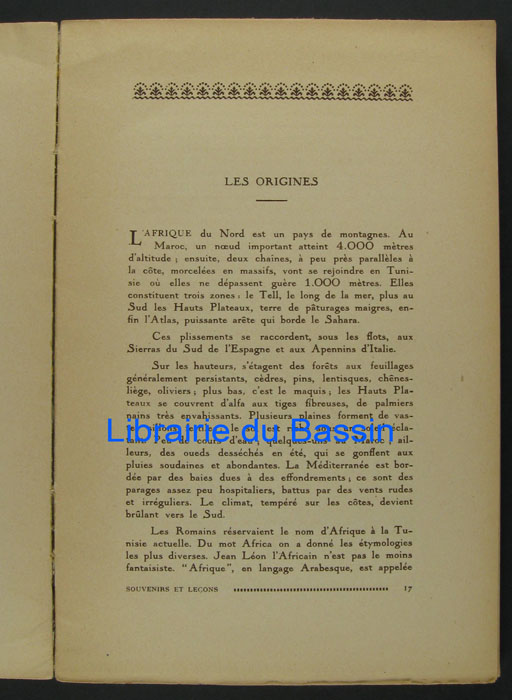 LES ORIGINES
L'AFRIQUE du Nord est un pays de montagnes. Au
Maroc, un nœud important atteint 4.000 mètres
d'altitude ; ensuite, deux chaînes, à peu près parallèles à
la côte, morcelées en massifs, vont se rejoindre en Tuni-
sie où elles ne dépassent guère 1.000 mètres. Elles
constituent trois zones : le Tell, le long de la mer, plus au
Sud les Hauts Plateaux, terre de pâturages maigres, en-
fin l'Atlas, puissante arête qui borde le Sahara.
Ces plissements se raccordent, sous les flots, aux
Sierras du Sud de l'Espagne et aux Apennins d'Italie.
Sur les hauteurs, s'étagent des forêts aux feuillages
généralement persistants, cèdres, pins, lentisques, chênes-
liège, oliviers ; plus bas, c'est le maquis ; les Hauts Pla-
teaux se couvrent d'alfa aux tiges fibreuses, de palmiers
nains très envahissants. Plusieurs plaines forment de vas-
Librairie du Bassin
Peu de cours d'eau ; quelques-uns au Maroc ; ail-
leurs, des oueds desséchés en été, qui se gonflent aux
pluies soudaines et abondantes. La Méditerranée est bor-
dée par des baies dues à des effondrements ; ce sont des
parages assez peu hospitaliers, battus par des vents rudes
et irréguliers. Le climat, tempéré sur les côtes, devient
brûlant vers le Sud.
Les Romains réservaient le nom d'Afrique à la Tu-
nisie actuelle. Du mot Africa on a donné les étymologies
les plus diverses. Jean Léon l'Africain n'est pas le moins
fantaisiste. "Afrique", en langage Arabesque, est appelée
SOUVENIRS ET LEÇONS 17